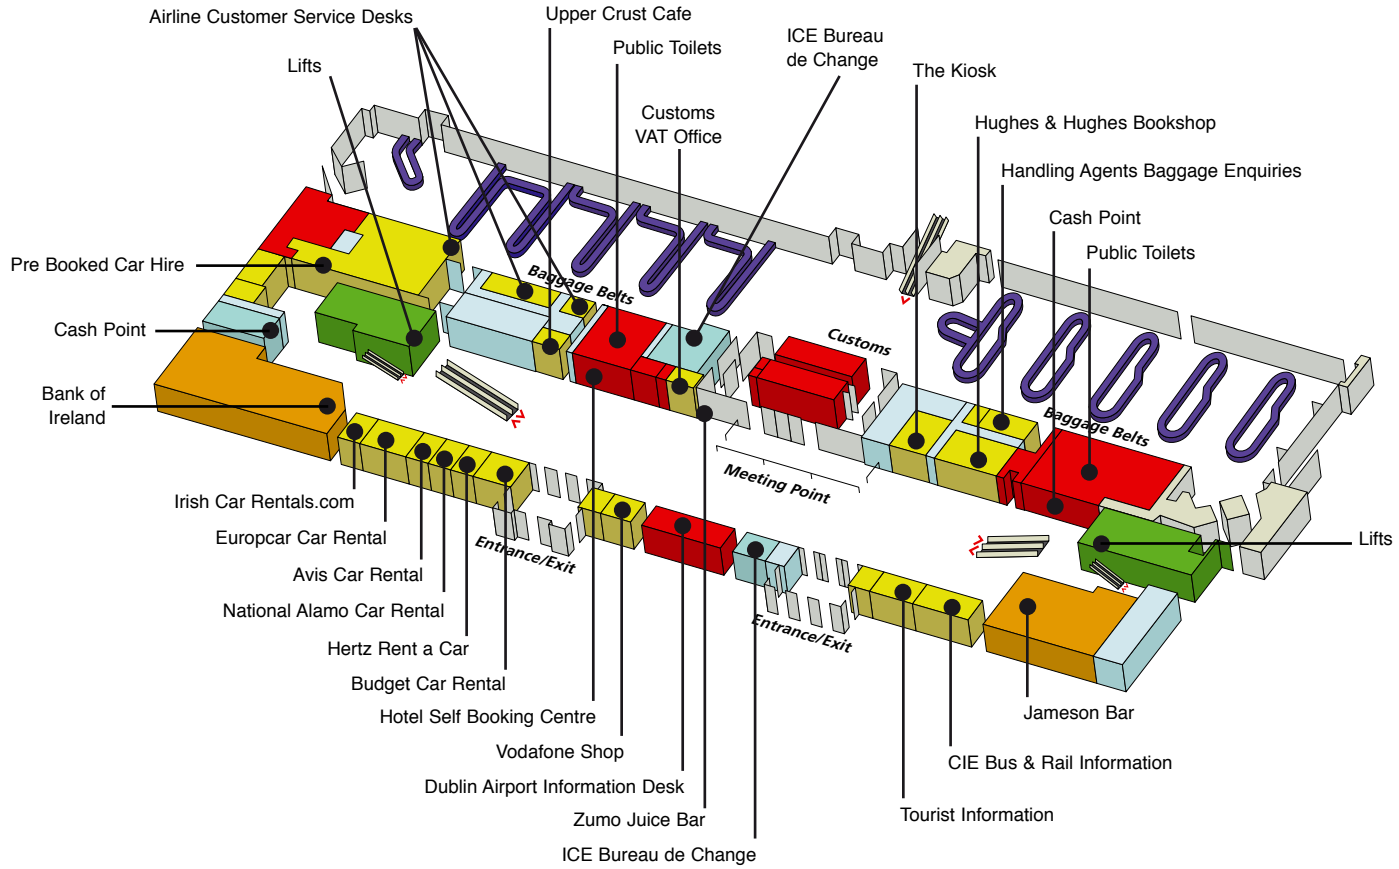 Airline Customer Service Desks
Upper Crust Cafe
Public Toilets
ICE Bureau
de Change
Lifts
The Kiosk
Customs
VAT Office
Hughes & Hughes Bookshop
Handling Agents Baggage Enquiries
Cash Point
Public Toilets
Pre Booked Car Hire
Baggage Belts
Cash Point
Customs
Bank of
Ireland
Baggage Belts
Meeting Point
Irish Car Rentals.com
Europcar Car Rental
Entrance/Exit
Lifts
Avis Car Rental
National Alamo Car Rental
Entrance/Exit
Hertz Rent a Car
Budget Car Rental
Hotel Self Booking Centre
Jameson Bar
Vodafone Shop
CIE Bus & Rail Information
Dublin Airport Information Desk
Tourist Information
Zumo Juice Bar
ICE Bureau de Change